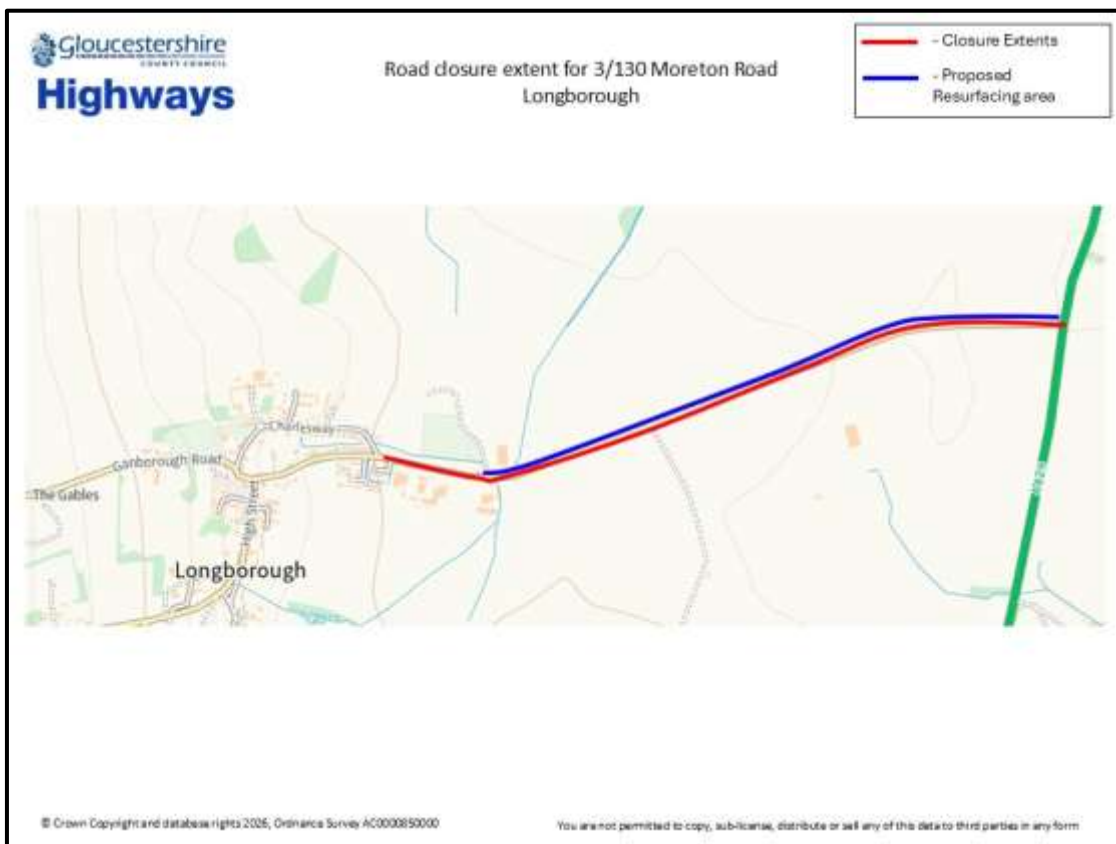 Gloucestershire
COUNTY COUNCIL
Highways
Road closure extent for 3/130 Moreton Road
Longborough
- Closure Extents
- Proposed
Resurfacing area
Charlesway
Ganborough Road
The Gables
High Street
Longborough
© Crown Copyright and database rights 2026, Ordnance Survey AC0000850000
You are not permitted to copy, sub-license, distribute or sell any of this data to third parties in any form